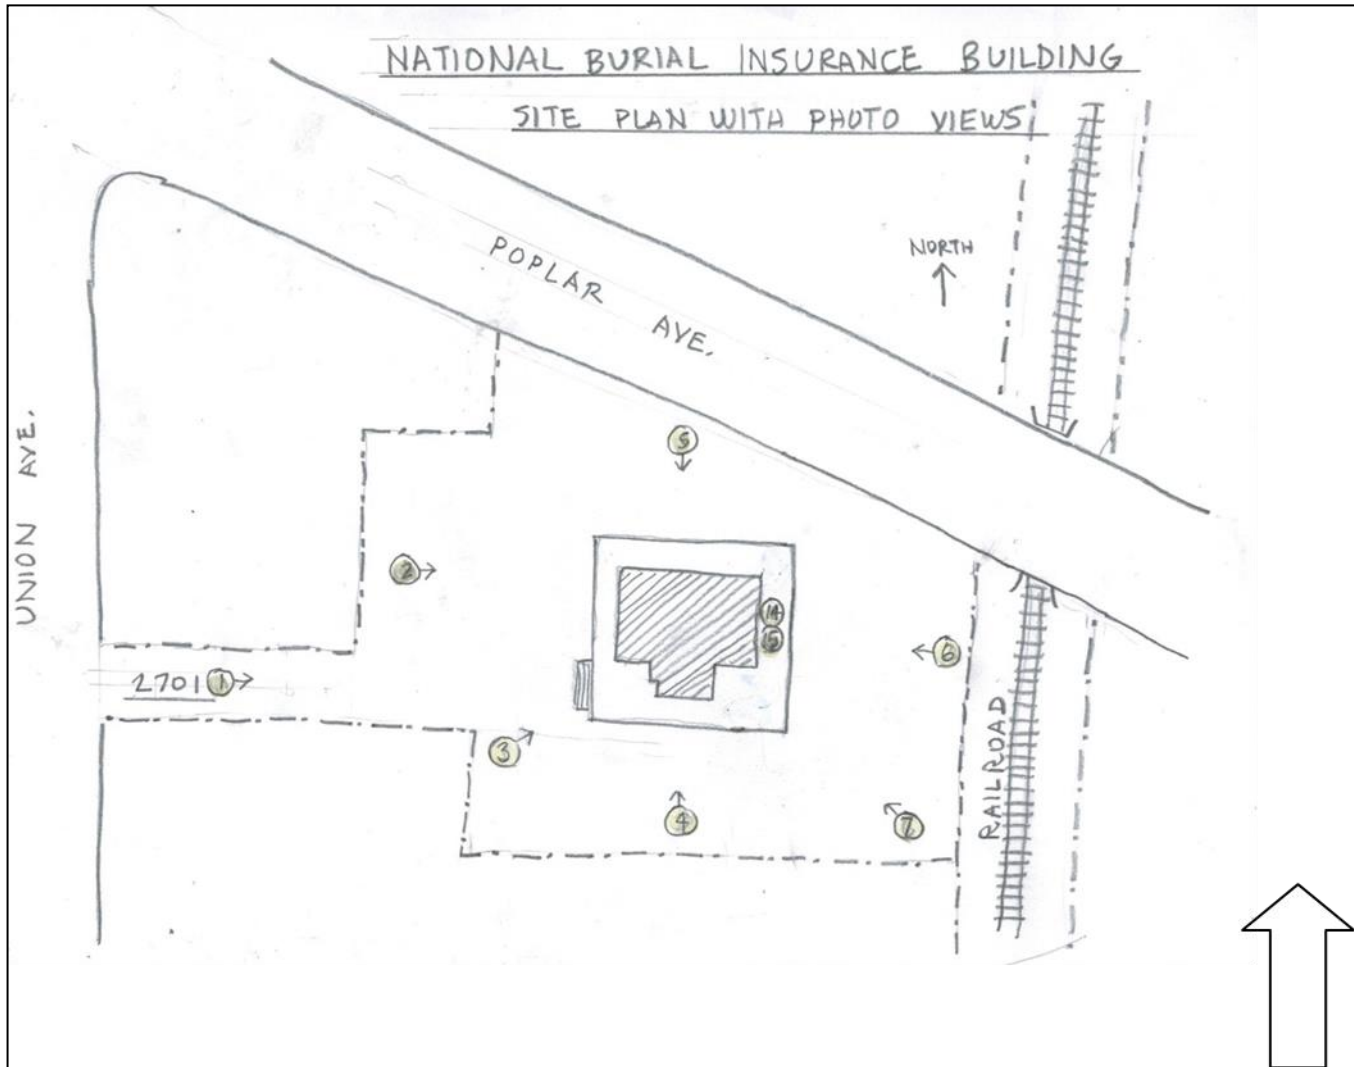 NATIONAL BURIAL INSURANCE BUILDING
SITE PLAN WITH PHOTO VIEWS
NORTH
POPLAR
AVE.
UNION AVE.
5
2
14
15
6
2701 1
3
4
7
RAILROAD